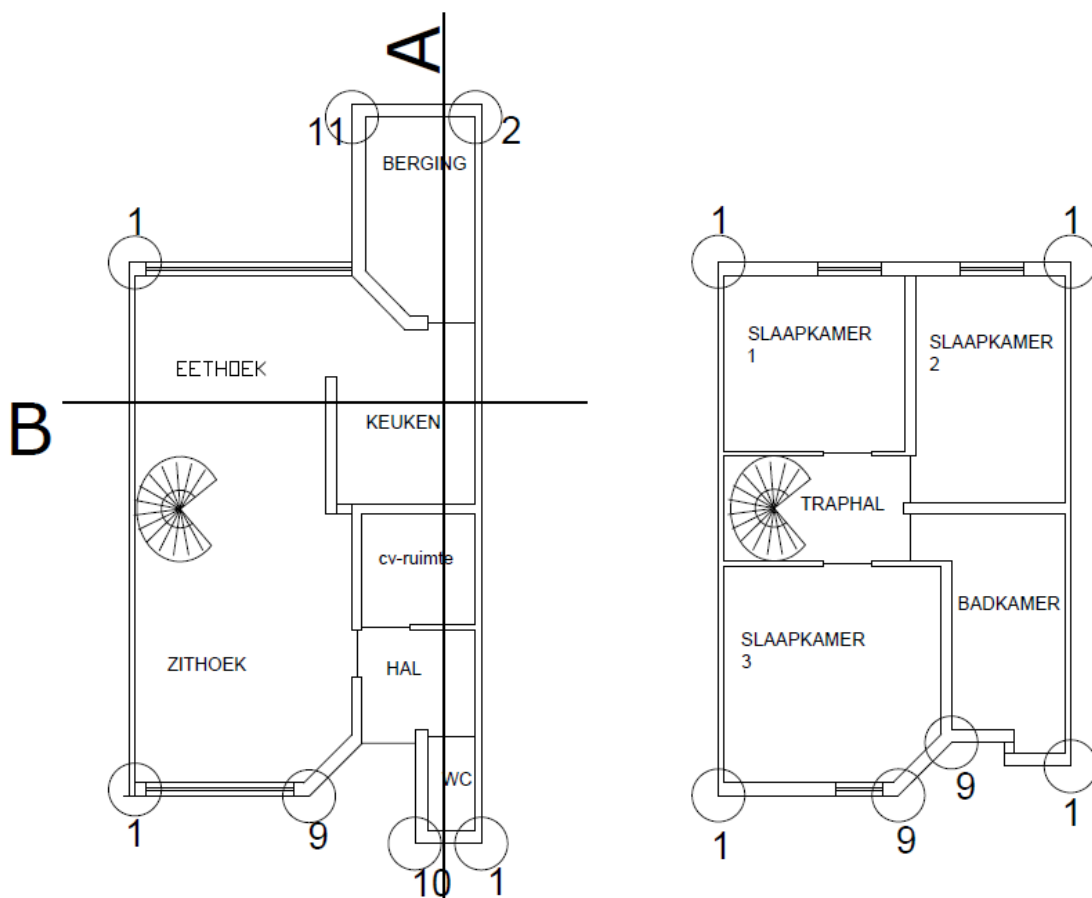 A
11
2
BERGING
1
EETHOEK
B
KEUKEN
cv-ruimte
ZITHOEK
HAL
WC
1
9
10
1
1
1
SLAAPKAMER
1
SLAAPKAMER
2
TRAPHAL
BADKAMER
SLAAPKAMER
3
9
1
9
1